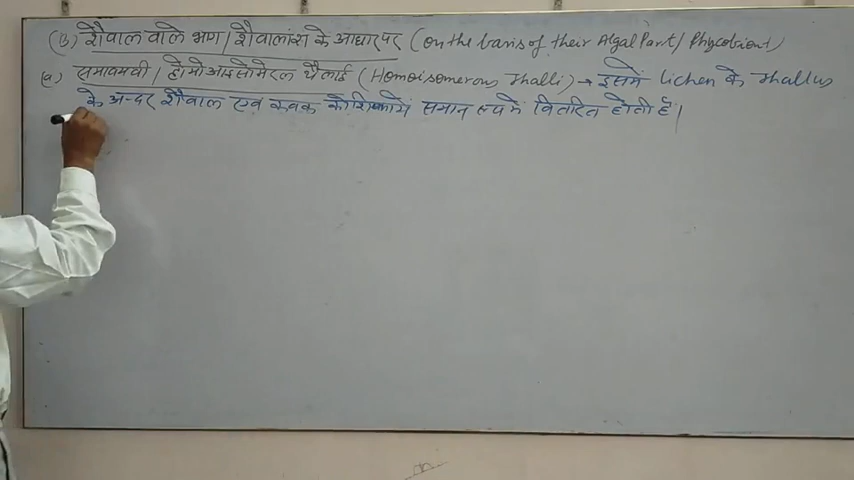 (B) शैवाल वाले भाग / शैवालांश के आधार पर (On the basis of their Algal Part / Phycobiont)
(a) समावयवी / होमोआइसोमेरस थैलाई (Homoisomerous Thalli) → इसमें Lichen के Thallus
के अन्दर शैवाल एवं कवक कोशिकायें समान रूप में वितरित होती है।